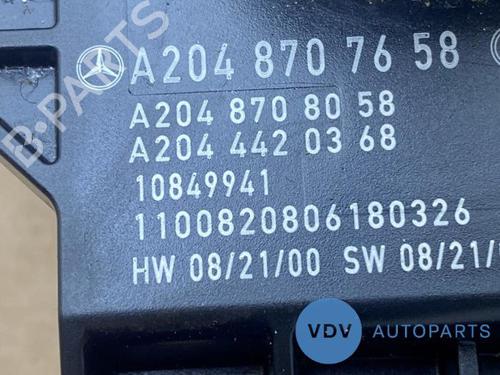 A204 870 76 58
A204 870 80 58
A204 442 03 68
10849941
1100820806180326
HW 08/21/00 SW 08/21/
VDV AUTOPARTS
B-PARTS